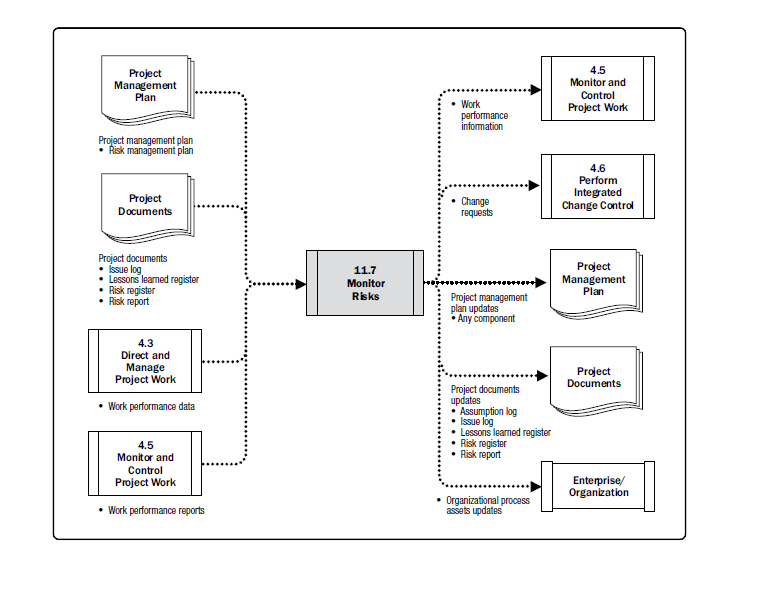 Project
Management
Plan
Project management plan
• Risk management plan
Project
Documents
Project documents
• Issue log
• Lessons learned register
• Risk register
• Risk report
4.3
Direct and
Manage
Project Work
• Work performance data
4.5
Monitor and
Control
Project Work
• Work performance reports
11.7
Monitor
Risks
4.5
Monitor and
Control
Project Work
• Work
performance
information
4.6
Perform
Integrated
Change Control
• Change
requests
Project
Management
Plan
Project management
plan updates
• Any component
Project
Documents
Project documents
updates
• Assumption log
• Issue log
• Lessons learned register
• Risk register
• Risk report
Enterprise/
Organization
• Organizational process
assets updates